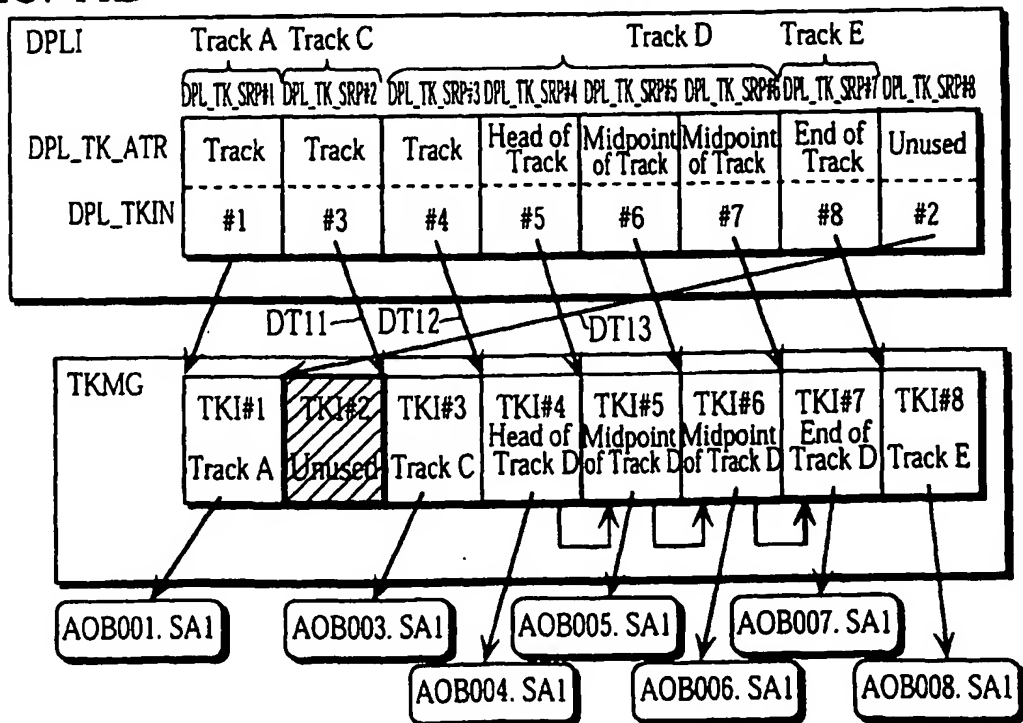 DPLI
Track A Track C Track D Track E
DPL_TK_SRP#1 DPL_TK_SRP#2 DPL_TK_SRP#3 DPL_TK_SRP#4 DPL_TK_SRP#5 DPL_TK_SRP#6 DPL_TK_SRP#7 DPL_TK_SRP#8
DPL_TK_ATR Track Track Track Head of Track Midpoint of Track Midpoint of Track End of Track Unused
DPL_TKIN #1 #3 #4 #5 #6 #7 #8 #2
DT11 DT12 DT13
TKMG
TKI#1 TKI#2 TKI#3 TKI#4 TKI#5 TKI#6 TKI#7 TKI#8
Track A Unused Track C Head of Track D Midpoint of Track D Midpoint of Track D End of Track D Track E
AOB001. SA1 AOB003. SA1 AOB005. SA1 AOB007. SA1
AOB004. SA1 AOB006. SA1 AOB008. SA1